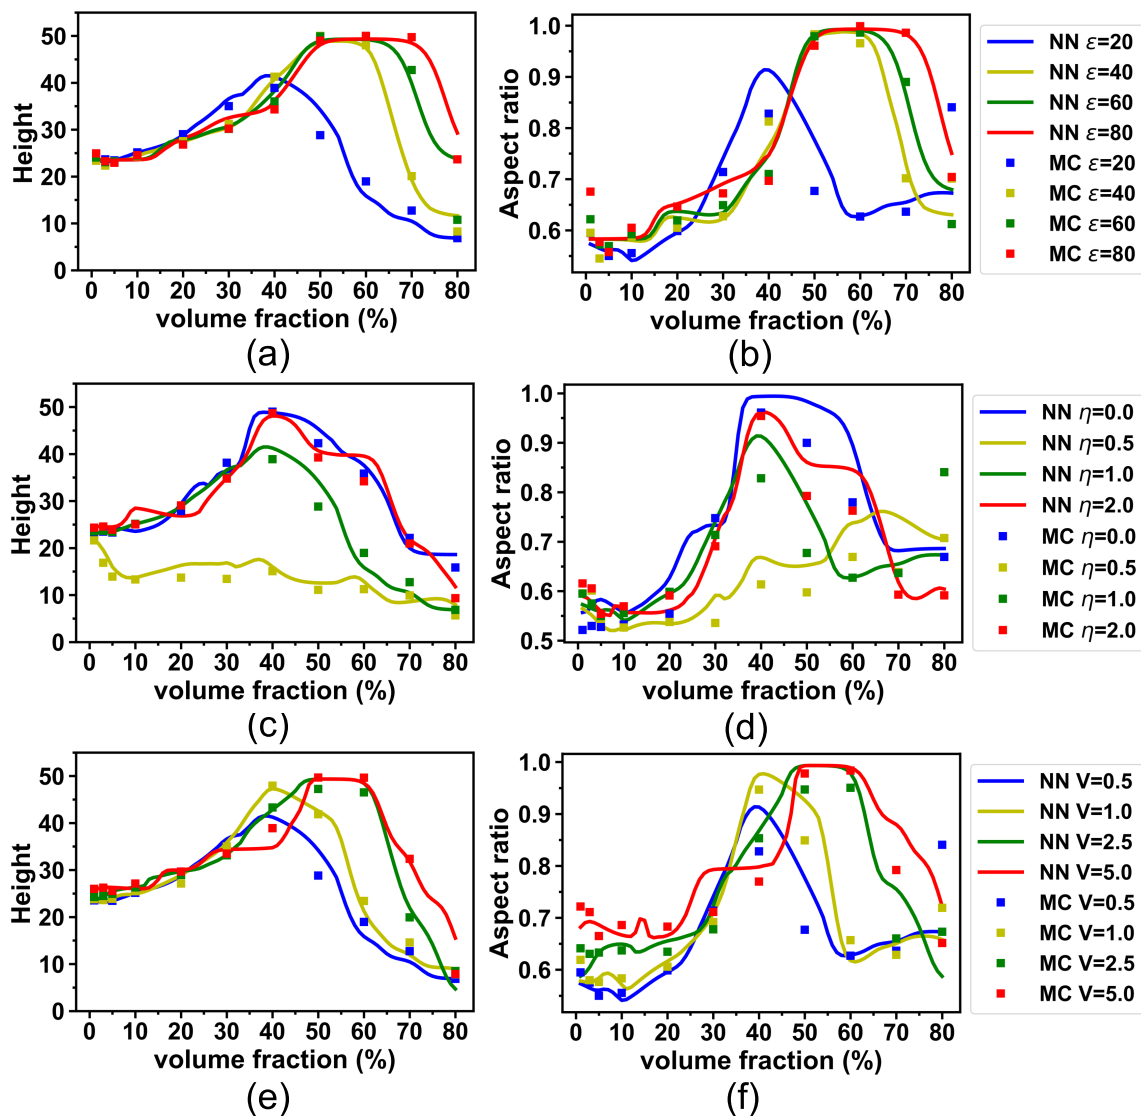 Height
50
40
30
20
10
0
0 10 20 30 40 50 60 70 80
volume fraction (%)
(a)
Aspect ratio
1.0
0.9
0.8
0.7
0.6
0 10 20 30 40 50 60 70 80
volume fraction (%)
(b)
NN ε=20
NN ε=40
NN ε=60
NN ε=80
MC ε=20
MC ε=40
MC ε=60
MC ε=80
Height
50
40
30
20
10
0
0 10 20 30 40 50 60 70 80
volume fraction (%)
(c)
Aspect ratio
1.0
0.9
0.8
0.7
0.6
0.5
0 10 20 30 40 50 60 70 80
volume fraction (%)
(d)
NN η=0.0
NN η=0.5
NN η=1.0
NN η=2.0
MC η=0.0
MC η=0.5
MC η=1.0
MC η=2.0
Height
50
40
30
20
10
0
0 10 20 30 40 50 60 70 80
volume fraction (%)
(e)
Aspect ratio
1.0
0.9
0.8
0.7
0.6
0 10 20 30 40 50 60 70 80
volume fraction (%)
(f)
NN V=0.5
NN V=1.0
NN V=2.5
NN V=5.0
MC V=0.5
MC V=1.0
MC V=2.5
MC V=5.0